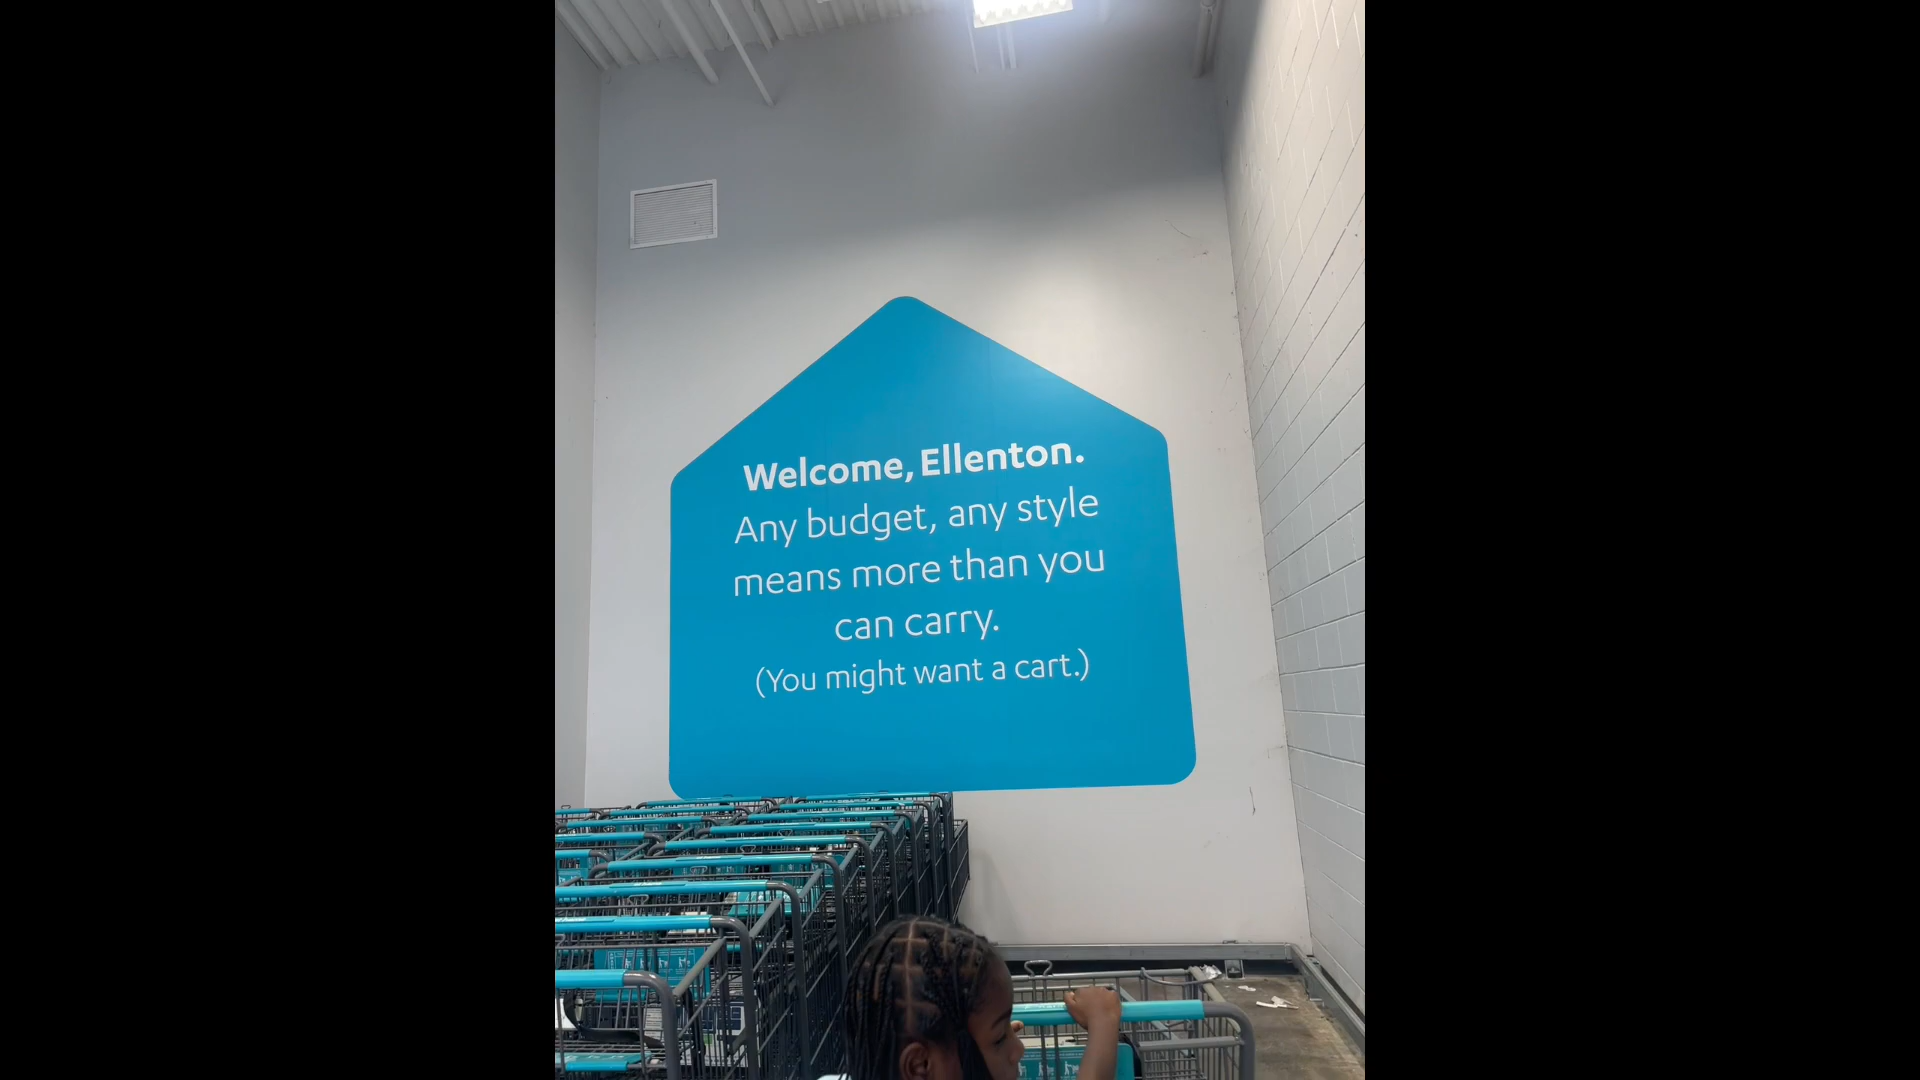 Welcome, Ellenton.
Any budget, any style
means more than you
can carry.
(You might want a cart.)